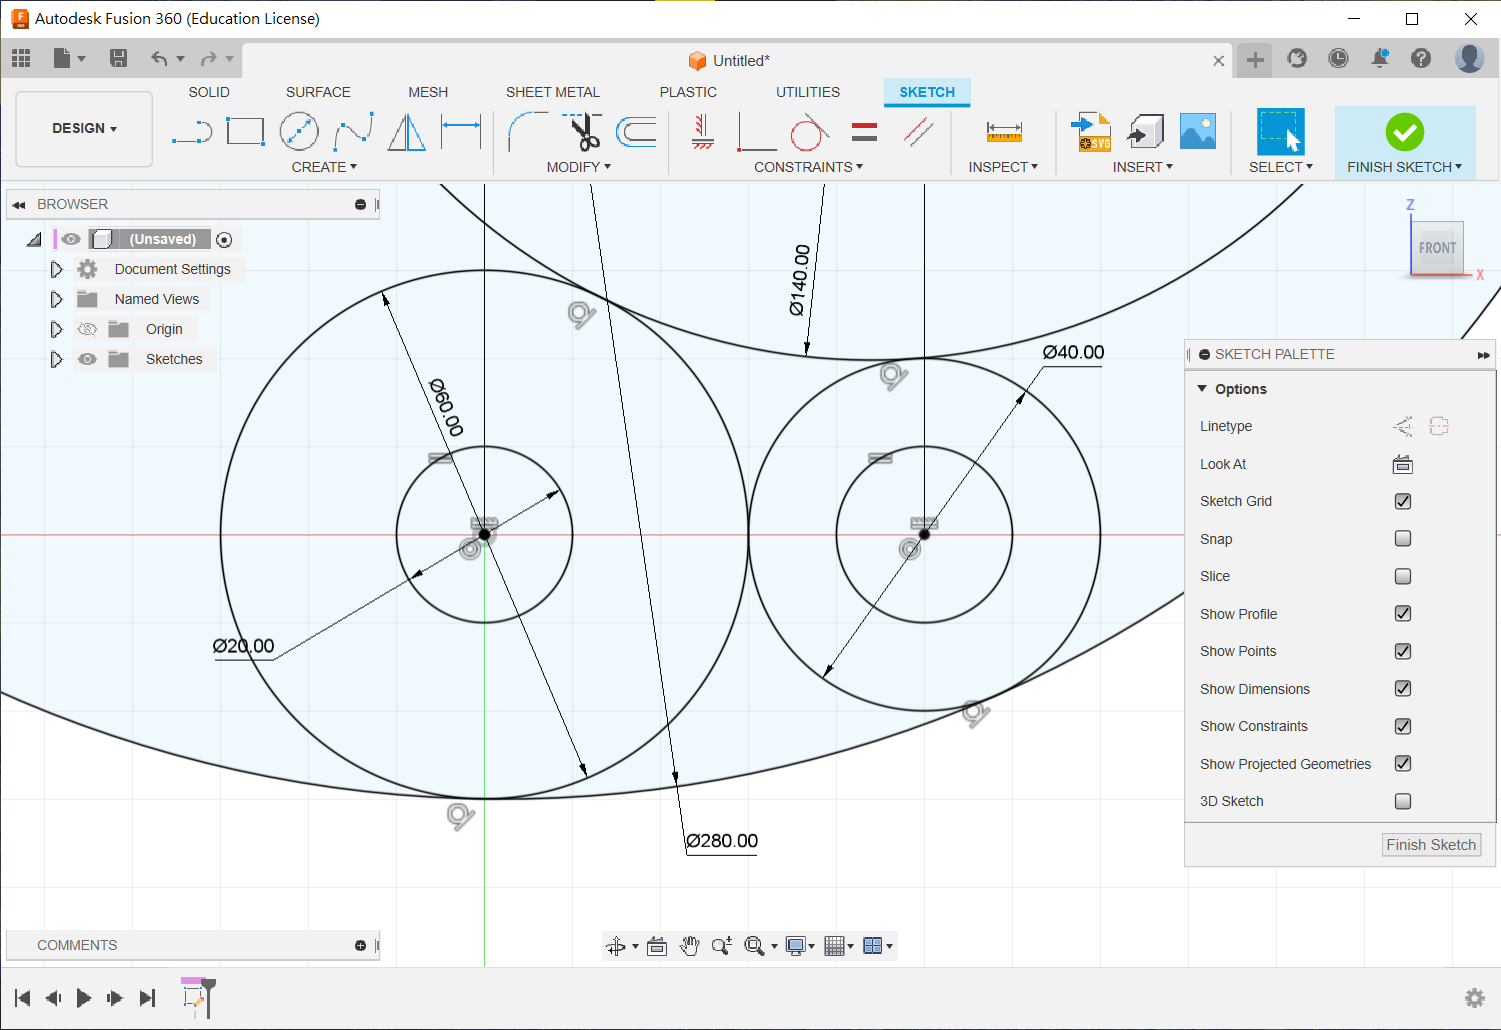 Autodesk Fusion 360 (Education License)
Untitled*
SOLID SURFACE MESH SHEET METAL PLASTIC UTILITIES SKETCH
DESIGN
SVG
CREATE MODIFY CONSTRAINTS INSPECT INSERT SELECT FINISH SKETCH
BROWSER
(Unsaved)
Document Settings
Named Views
Origin
Sketches
Z
FRONT
X
Ø140.00
Ø60.00
Ø40.00
Ø20.00
Ø280.00
SKETCH PALETTE
Options
Linetype
Look At
Sketch Grid
Snap
Slice
Show Profile
Show Points
Show Dimensions
Show Constraints
Show Projected Geometries
3D Sketch
Finish Sketch
COMMENTS